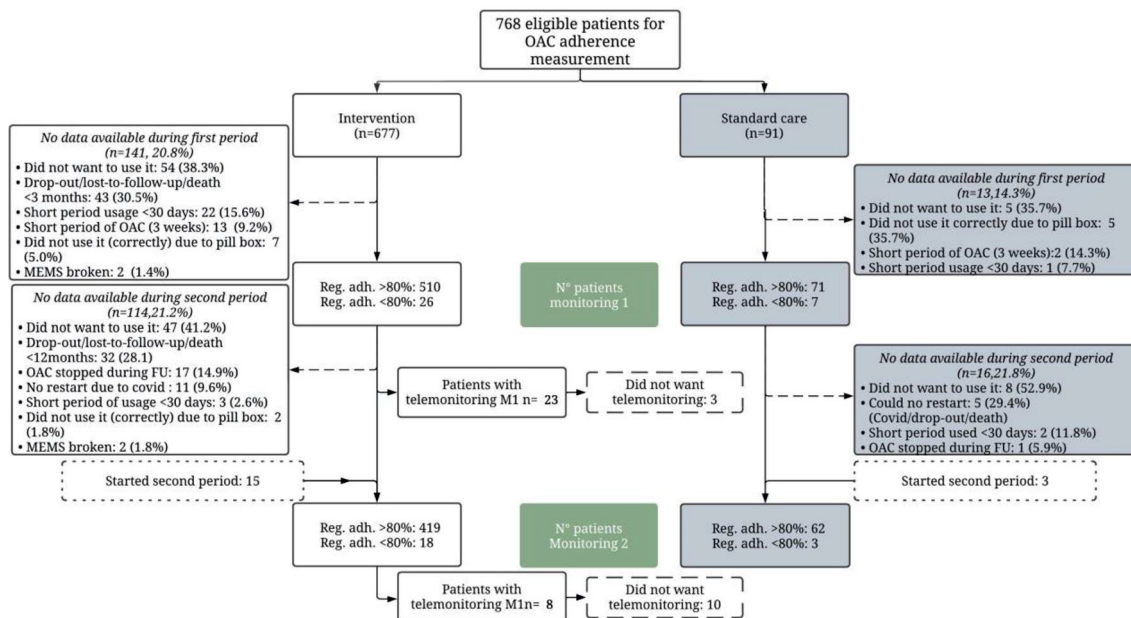 768 eligible patients for
OAC adherence
measurement
Intervention
(n=677)
Standard care
(n=91)
No data available during first period
(n=141, 20.8%)
• Did not want to use it: 54 (38.3%)
• Drop-out/lost-to-follow-up/death
<3 months: 43 (30.5%)
• Short period usage <30 days: 22 (15.6%)
• Short period of OAC (3 weeks): 13 (9.2%)
• Did not use it (correctly) due to pill box: 7
(5.0%)
• MEMS broken: 2 (1.4%)
No data available during first period
(n=13,14.3%)
• Did not want to use it: 5 (35.7%)
• Did not use it correctly due to pill box: 5
(35.7%)
• Short period of OAC (3 weeks):2 (14.3%)
• Short period usage <30 days: 1 (7.7%)
Reg. adh. >80%: 510
Reg. adh. <80%: 26
N° patients
monitoring 1
Reg. adh. >80%: 71
Reg. adh. <80%: 7
No data available during second period
(n=114,21.2%)
• Did not want to use it: 47 (41.2%)
• Drop-out/lost-to-follow-up/death
<12months: 32 (28.1)
• OAC stopped during FU: 17 (14.9%)
• No restart due to covid : 11 (9.6%)
• Short period of usage <30 days: 3 (2.6%)
• Did not use it (correctly) due to pill box: 2
(1.8%)
• MEMS broken: 2 (1.8%)
Patients with
telemonitoring M1 n= 23
Did not want
telemonitoring: 3
No data available during second period
(n=16,21.8%)
• Did not want to use it: 8 (52.9%)
• Could no restart: 5 (29.4%)
(Covid/drop-out/death)
• Short period used <30 days: 2 (11.8%)
• OAC stopped during FU: 1 (5.9%)
Started second period: 15
Started second period: 3
Reg. adh. >80%: 419
Reg. adh. <80%: 18
N° patients
Monitoring 2
Reg. adh. >80%: 62
Reg. adh. <80%: 3
Patients with
telemonitoring M1n= 8
Did not want
telemonitoring: 10